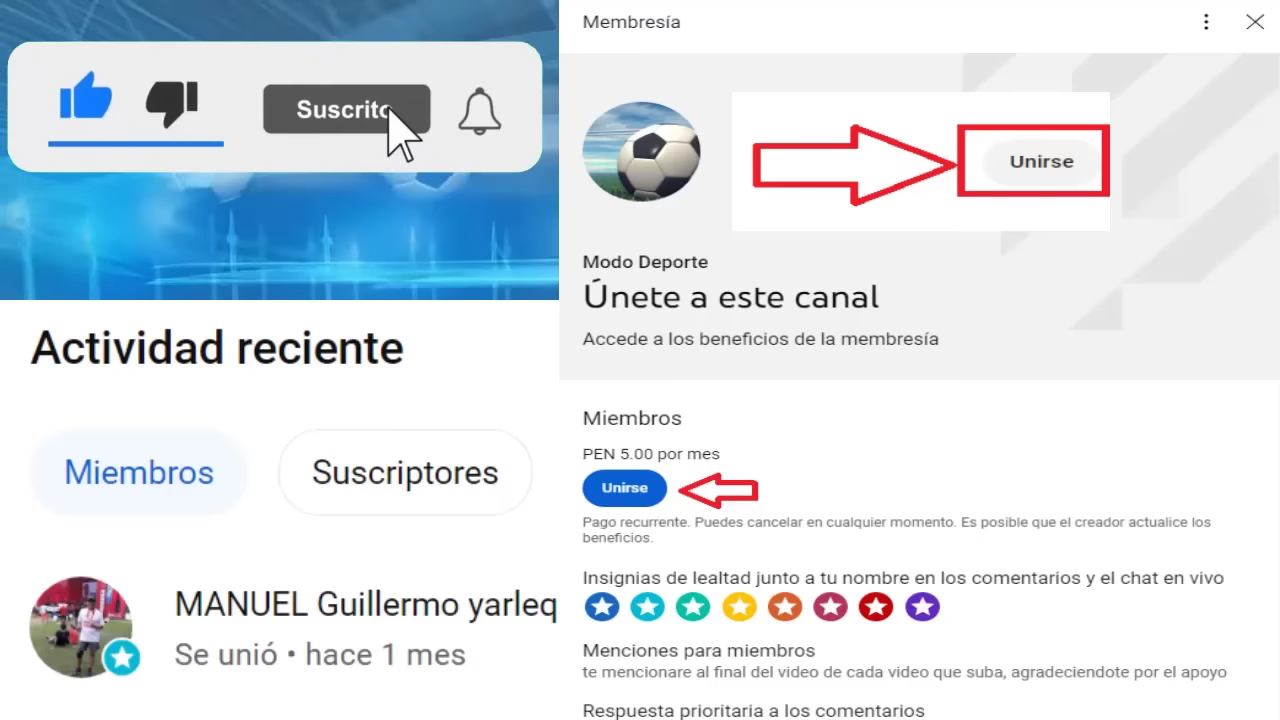 Suscrito
Actividad reciente
Miembros
Suscriptores
MANUEL Guillermo yarleq
Se unió • hace 1 mes
Membresía
Unirse
Modo Deporte
Únete a este canal
Accede a los beneficios de la membresía
Miembros
PEN 5.00 por mes
Unirse
Pago recurrente. Puedes cancelar en cualquier momento. Es posible que el creador actualice los
beneficios.
Insignias de lealtad junto a tu nombre en los comentarios y el chat en vivo
Menciones para miembros
te mencionare al final del video de cada video que suba, agradeciendote por el apoyo
Respuesta prioritaria a los comentarios